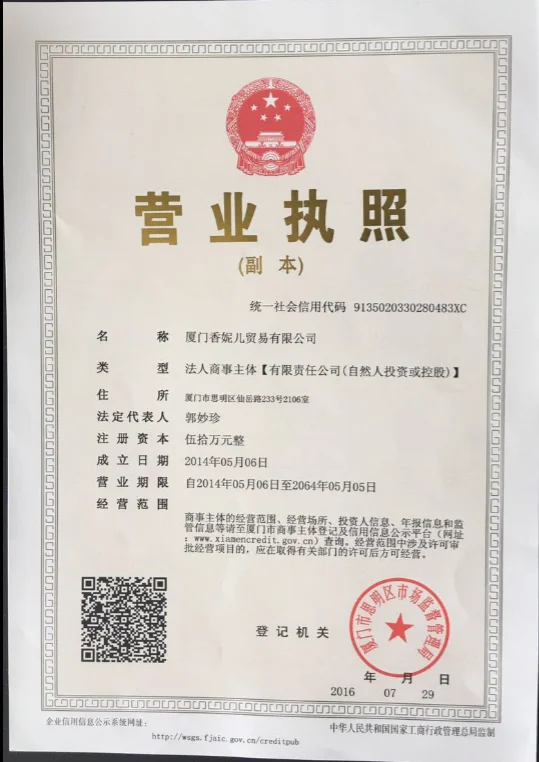 营业执照
(副 本)
统一社会信用代码 9135020330280483XC
名 称 厦门香妮儿贸易有限公司
类 型 法人商事主体【有限责任公司(自然人投资或控股)】
住 所 厦门市思明区仙岳路233号2106室
法定代表人 郭妙珍
注册资本 伍拾万元整
成立日期 2014年05月06日
营业期限 自2014年05月06日至2064年05月05日
经营范围
商事主体的经营范围、经营场所、投资人信息、年报信息和监
管信息等请至厦门市商事主体登记及信用信息公示平台（网址
：www.xiamencredit.gov.cn）查询。经营范围中涉及许可审
批经营项目的，应在取得有关部门的许可后方可经营。
厦门市思明区市场监督管理局
登记机关
年 月 日
2016 07 29
企业信用信息公示系统网址：
http://wsgs.fjaic.gov.cn/creditpub
中华人民共和国国家工商行政管理总局监制